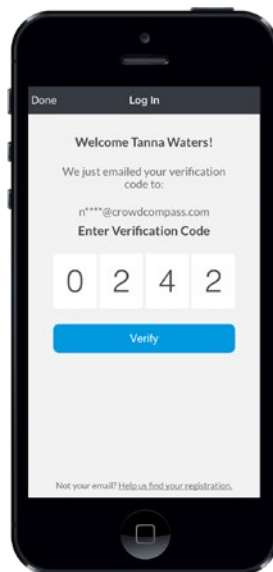 Done Log In
Welcome Tanna Waters!
We just emailed your verification
code to:
n****@crowdcompass.com
Enter Verification Code
0 2 4 2
Verify
Not your email? Help us find your registration.